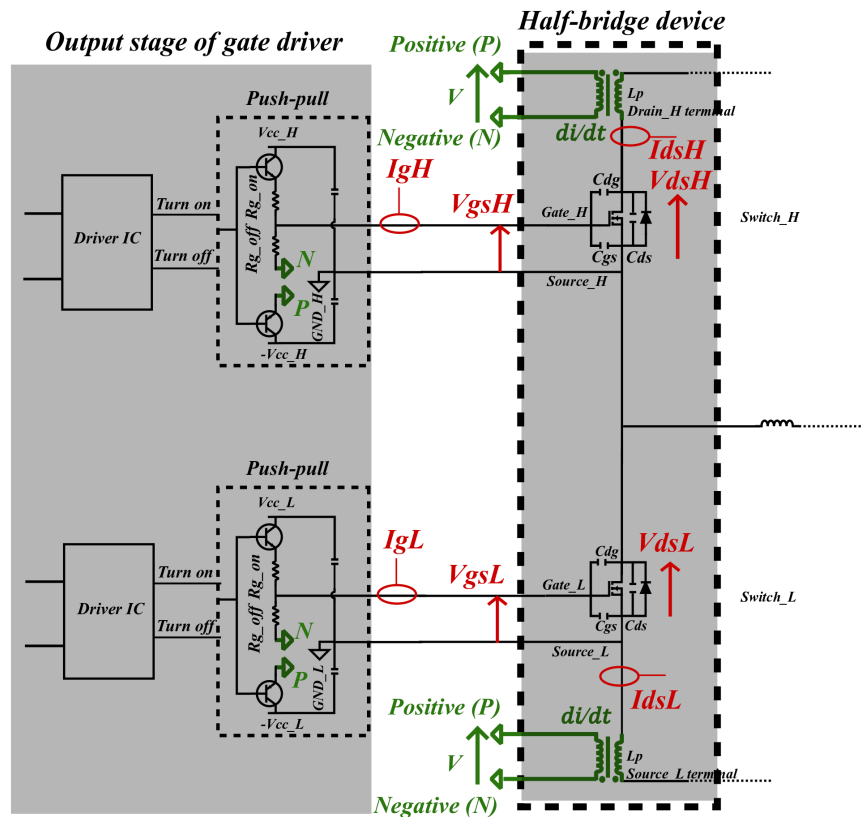 Half-bridge device
Output stage of gate driver
Positive (P)
V
Negative (N)
di/dt
Lp
Drain_H terminal
IdsH
VdsH
Push-pull
Vcc_H
Driver IC
Turn on
Turn off
Rg_on
Rg_off
N
P
GND_H
-Vcc_H
IgH
VgsH
Gate_H
Cdg
Cgs
Cds
Source_H
Switch_H
Push-pull
Vcc_L
Driver IC
Turn on
Turn off
Rg_on
Rg_off
N
P
GND_L
-Vcc_L
IgL
VgsL
Gate_L
Cdg
Cgs
Cds
Source_L
VdsL
Switch_L
IdsL
Positive (P)
V
Negative (N)
di/dt
Lp
Source_L terminal